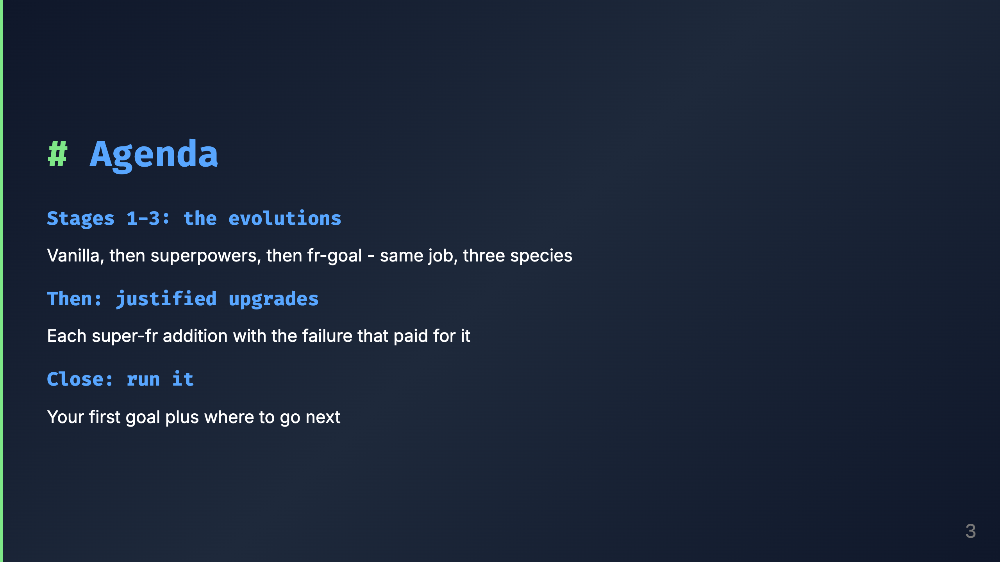 # Agenda
Stages 1-3: the evolutions
Vanilla, then superpowers, then fr-goal - same job, three species
Then: justified upgrades
Each super-fr addition with the failure that paid for it
Close: run it
Your first goal plus where to go next
3